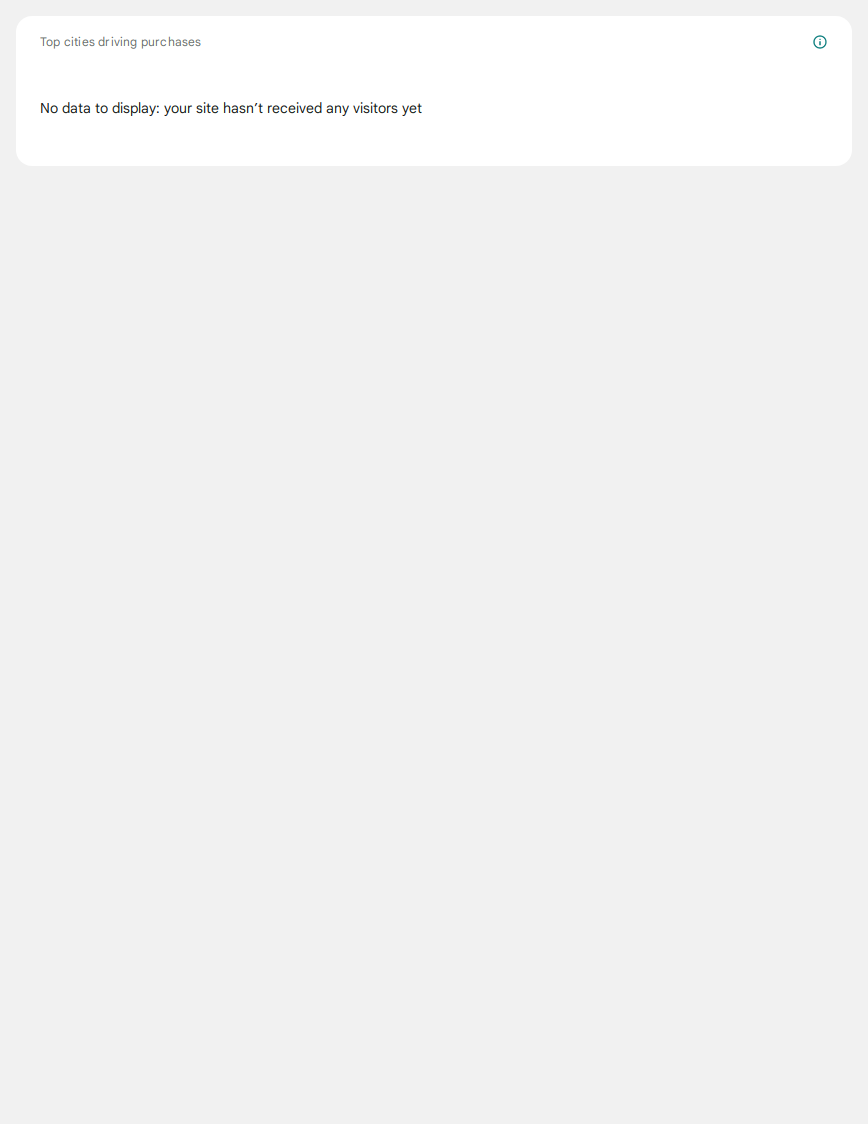 Top cities driving purchases
No data to display: your site hasn’t received any visitors yet